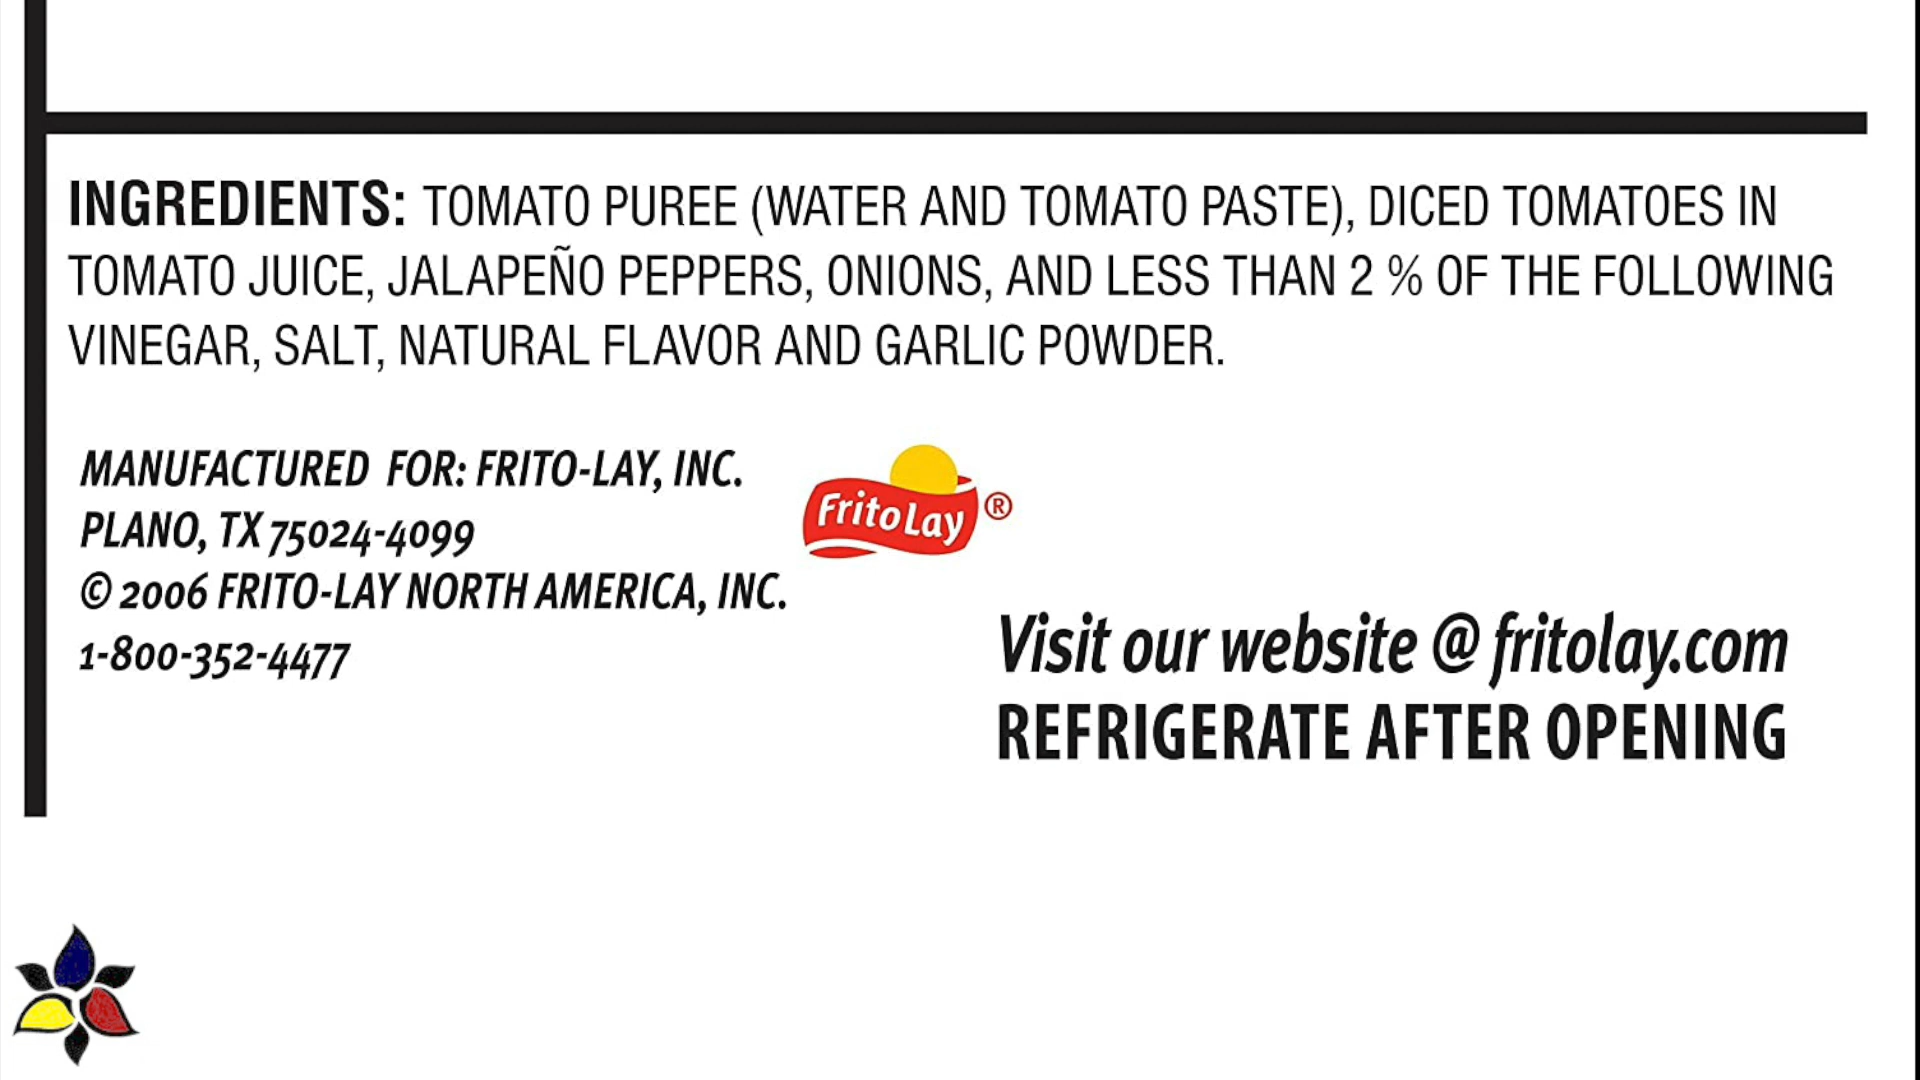 INGREDIENTS: TOMATO PUREE (WATER AND TOMATO PASTE), DICED TOMATOES IN
TOMATO JUICE, JALAPEÑO PEPPERS, ONIONS, AND LESS THAN 2 % OF THE FOLLOWING
VINEGAR, SALT, NATURAL FLAVOR AND GARLIC POWDER.
MANUFACTURED FOR: FRITO-LAY, INC.
PLANO, TX 75024-4099
© 2006 FRITO-LAY NORTH AMERICA, INC.
1-800-352-4477
Frito Lay ®
Visit our website @ fritolay.com
REFRIGERATE AFTER OPENING